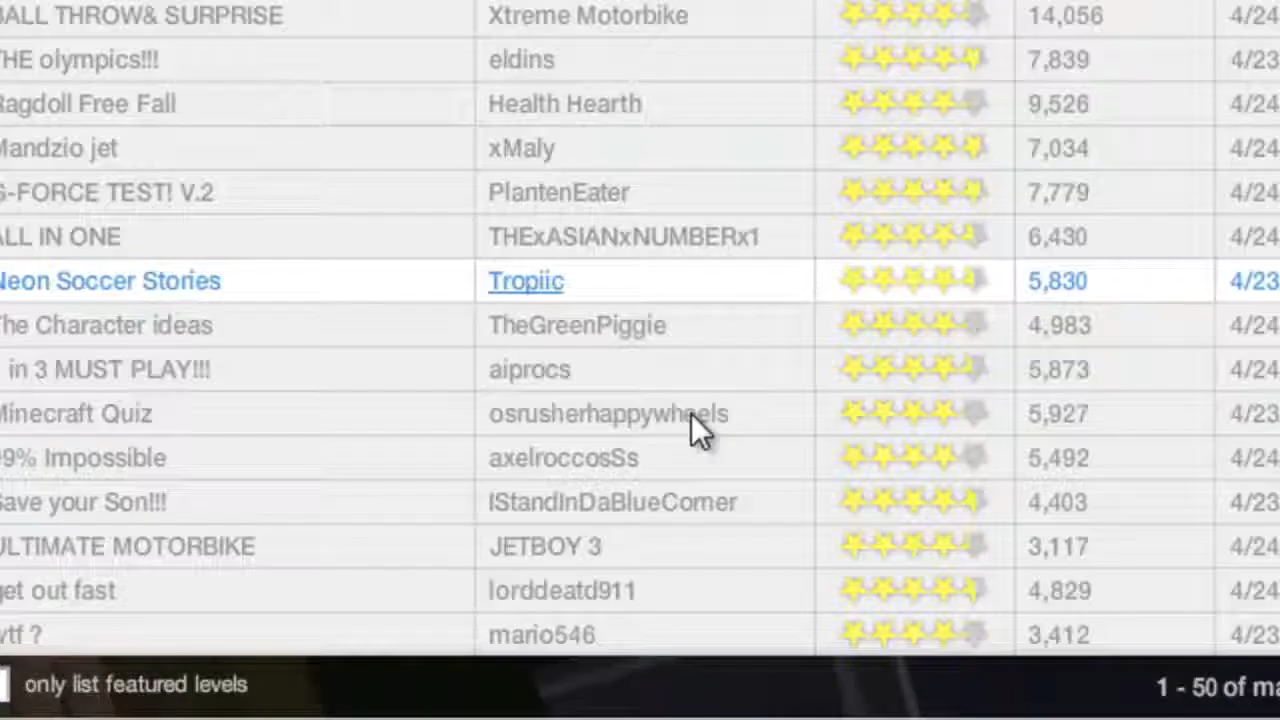 BALL THROW& SURPRISE Xtreme Motorbike 14,056 4/24
THE olympics!!! eldins 7,839 4/23
Ragdoll Free Fall Health Hearth 9,526 4/24
Mandzio jet xMaly 7,034 4/24
G-FORCE TEST! V.2 PlantenEater 7,779 4/24
ALL IN ONE THExASIANxNUMBERx1 6,430 4/24
Neon Soccer Stories Tropiic 5,830 4/23
The Character ideas TheGreenPiggie 4,983 4/24
in 3 MUST PLAY!!! aiprocs 5,873 4/24
Minecraft Quiz osrusherhappywheels 5,927 4/23
99% Impossible axelroccosSs 5,492 4/24
Save your Son!!! IStandInDaBlueCorner 4,403 4/23
ULTIMATE MOTORBIKE JETBOY 3 3,117 4/24
get out fast lorddeatd911 4,829 4/24
wtf ? mario546 3,412 4/23
only list featured levels 1 - 50 of ma